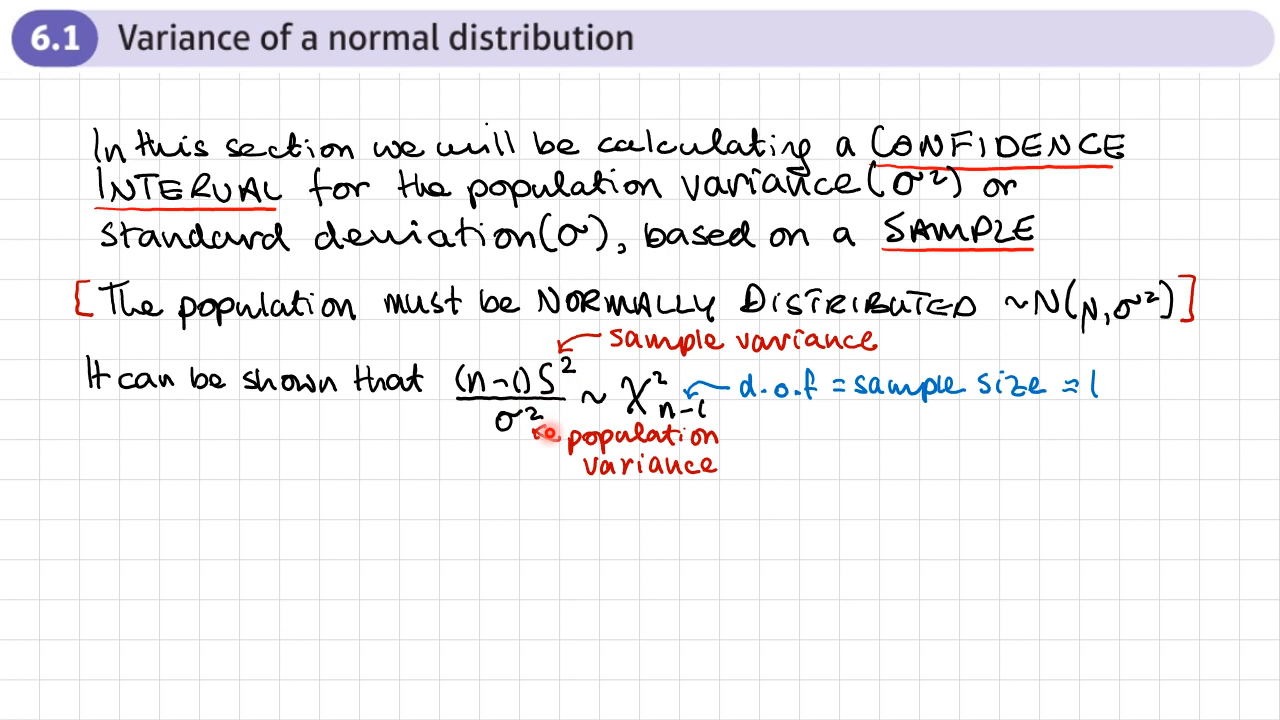 6.1 Variance of a normal distribution
In this section we will be calculating a CONFIDENCE
INTERVAL for the population variance (σ²) or
standard deviation (σ), based on a SAMPLE
[The population must be NORMALLY DISTRIBUTED ~N(μ, σ²)]
sample variance
It can be shown that (n-1)S²/σ² ~ χ²ₙ₋₁ d.o.f = sample size - 1
population
variance